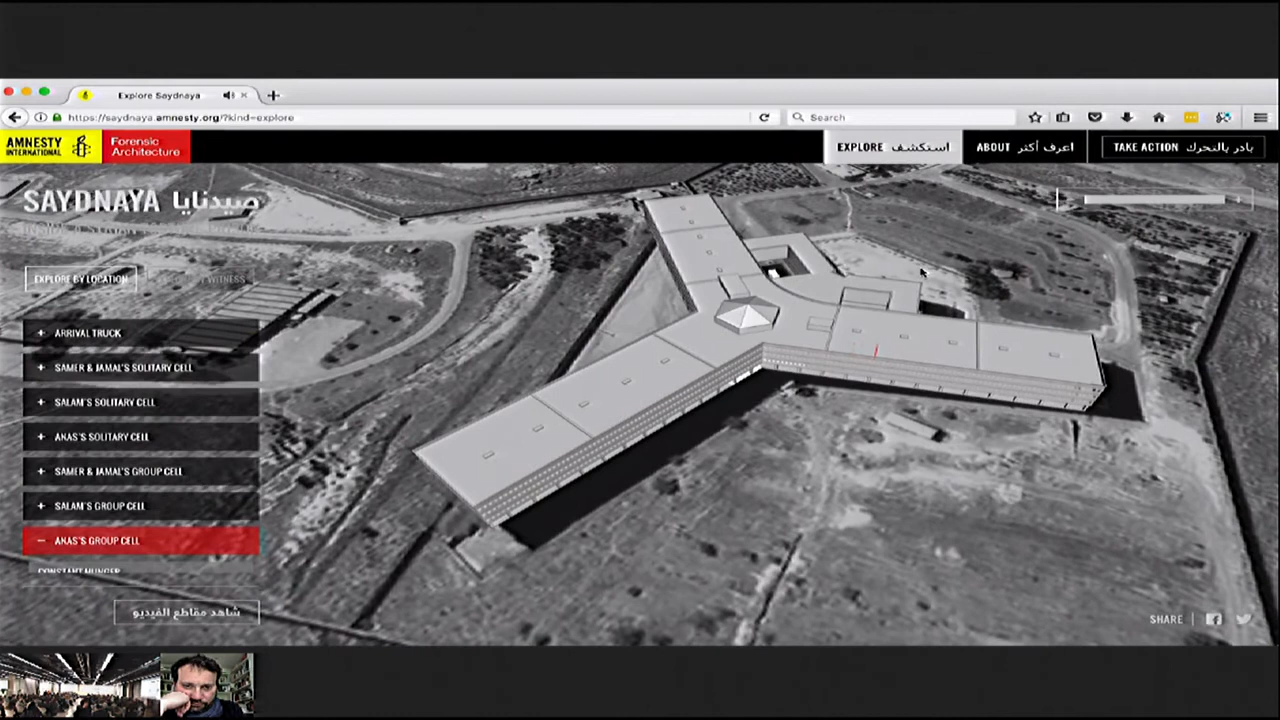 Explore Saydnaya
https://saydnaya.amnesty.org/?kind=explore
Search
AMNESTY INTERNATIONAL
Forensic Architecture
EXPLORE استكشف
ABOUT اعرف أكثر
TAKE ACTION بادر بالتحرك
SAYDNAYA صيدنايا
EXPLORE BY LOCATION
+ ARRIVAL TRUCK
+ SAMER & JAMAL'S SOLITARY CELL
+ SALAM'S SOLITARY CELL
+ ANAS'S SOLITARY CELL
+ SAMER & JAMAL'S GROUP CELL
+ SALAM'S GROUP CELL
− ANAS'S GROUP CELL
CONSTANT HUNGER
شاهد مقاطع الفيديو
SHARE